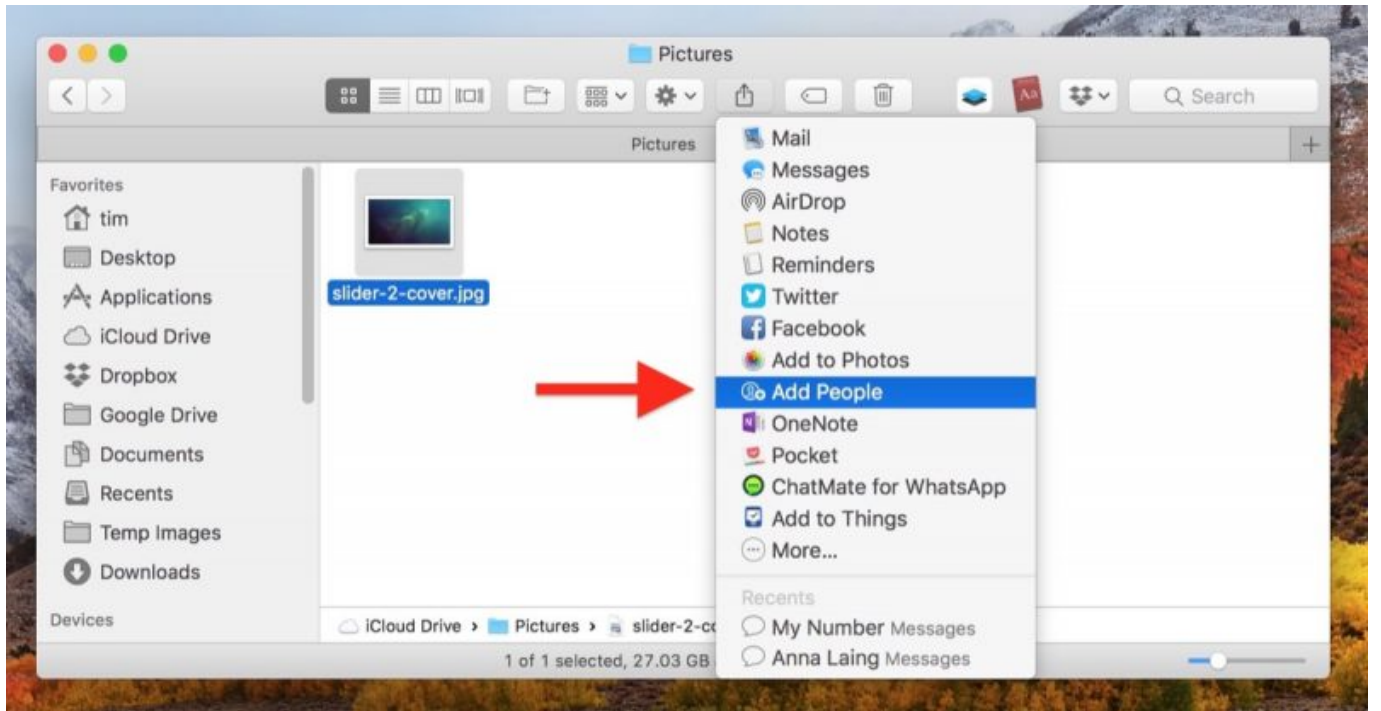 Pictures
Search
Pictures
Favorites
tim
Desktop
Applications
iCloud Drive
Dropbox
Google Drive
Documents
Recents
Temp Images
Downloads
Devices
slider-2-cover.jpg
iCloud Drive › Pictures › slider-2-co
1 of 1 selected, 27.03 GB
Mail
Messages
AirDrop
Notes
Reminders
Twitter
Facebook
Add to Photos
Add People
OneNote
Pocket
ChatMate for WhatsApp
Add to Things
More...
Recents
My Number Messages
Anna Laing Messages